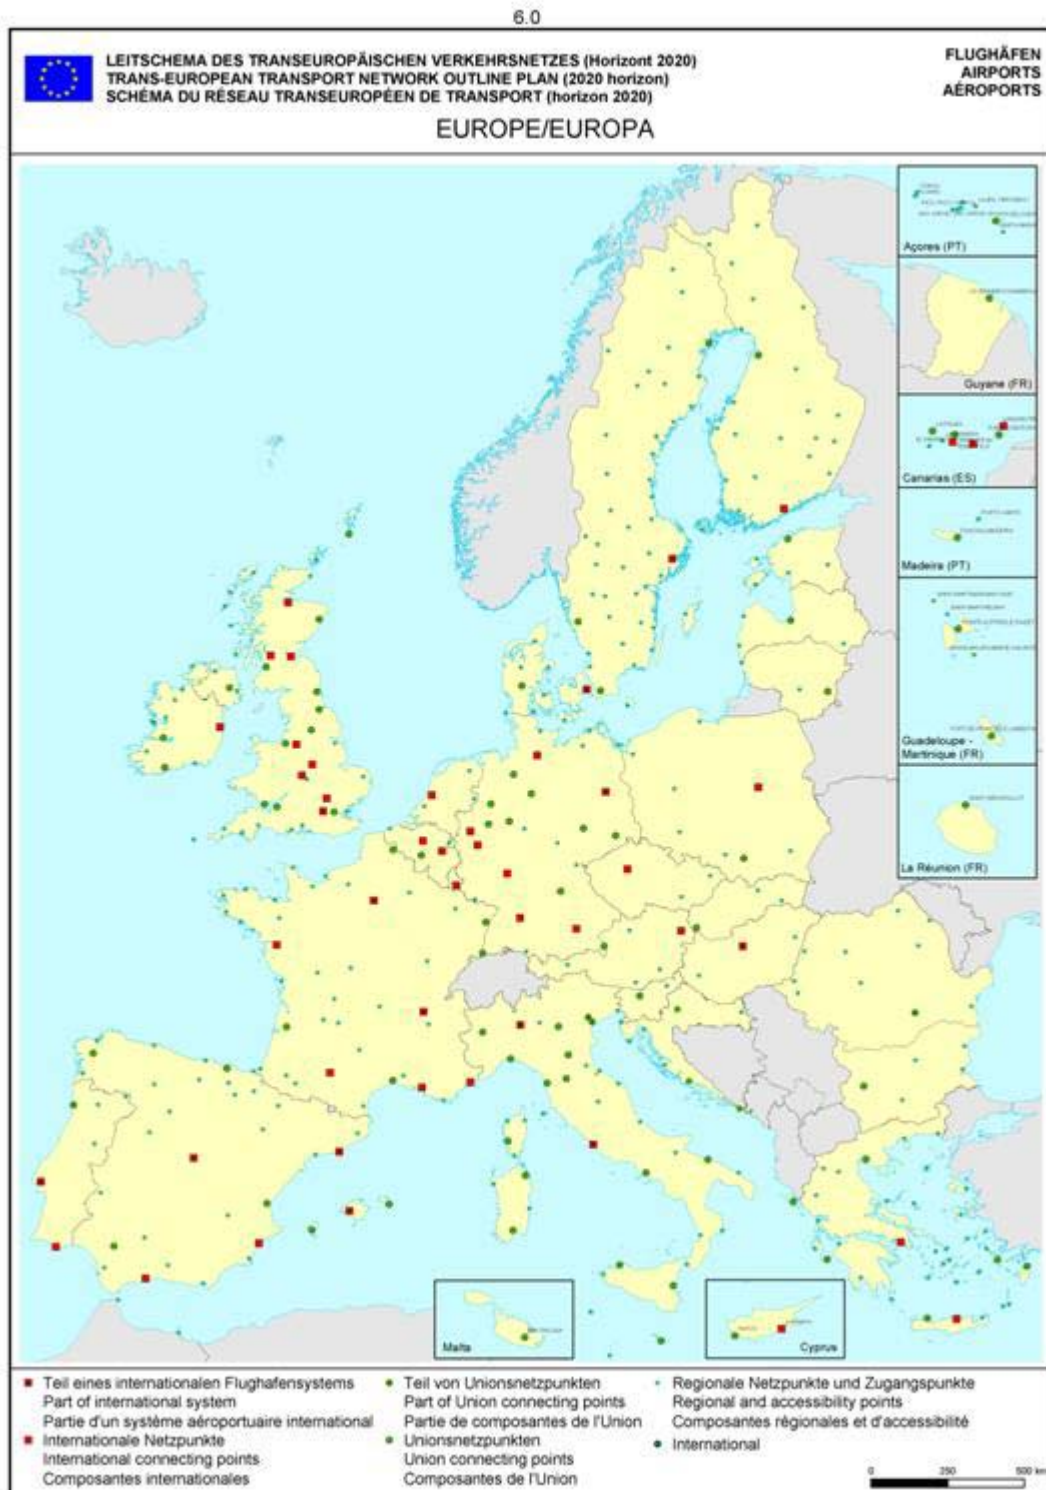 6.0
LEITSCHEMA DES TRANSEUROPÄISCHEN VERKEHRSNETZES (Horizont 2020)
TRANS-EUROPEAN TRANSPORT NETWORK OUTLINE PLAN (2020 horizon)
SCHÉMA DU RÉSEAU TRANSEUROPÉEN DE TRANSPORT (horizon 2020)
FLUGHÄFEN
AIRPORTS
AÉROPORTS
EUROPE/EUROPA
Açores (PT)
Guyane (FR)
Canarias (ES)
Madeira (PT)
Guadeloupe -
Martinique (FR)
La Réunion (FR)
Malta
Cyprus
Teil eines internationalen Flughafensystems
Part of international system
Partie d'un système aéroportuaire international
Internationale Netzpunkte
International connecting points
Composantes internationales
Teil von Unionsnetzpunkten
Part of Union connecting points
Partie de composantes de l'Union
Unionsnetzpunkten
Union connecting points
Composantes de l'Union
Regionale Netzpunkte und Zugangspunkte
Regional and accessibility points
Composantes régionales et d'accessibilité
International
0 250 500 km